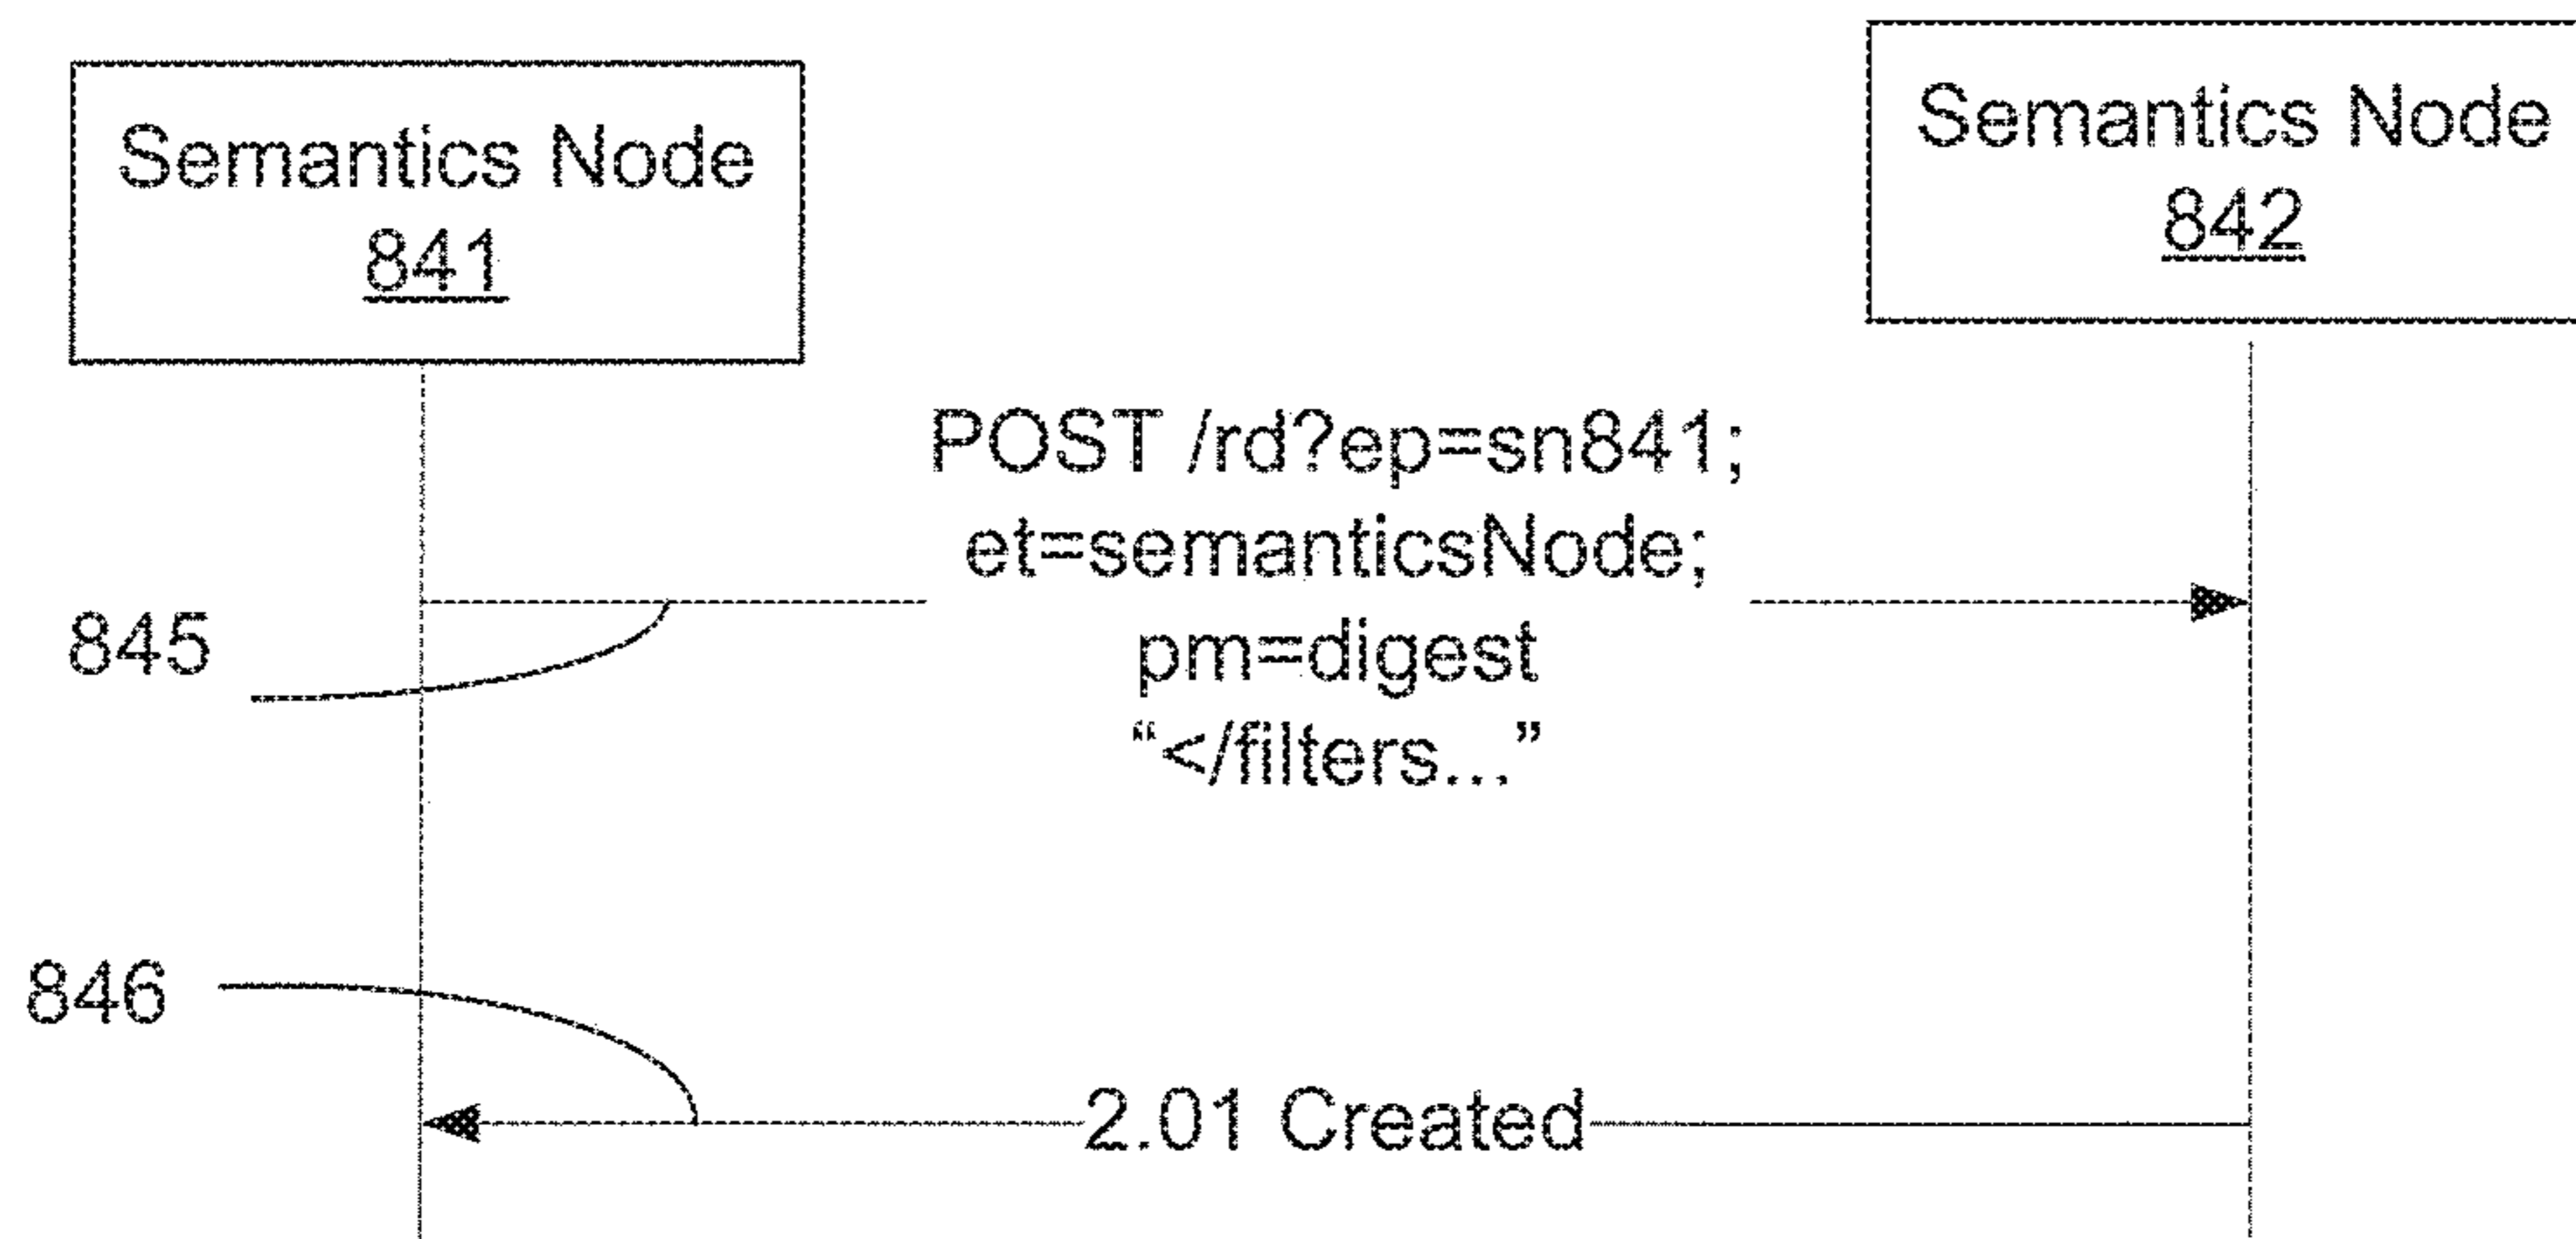 Semantics Node
841
Semantics Node
842
POST /rd?ep=sn841;
et=semanticsNode;
pm=digest
“</filters...”
845
846
2.01 Created